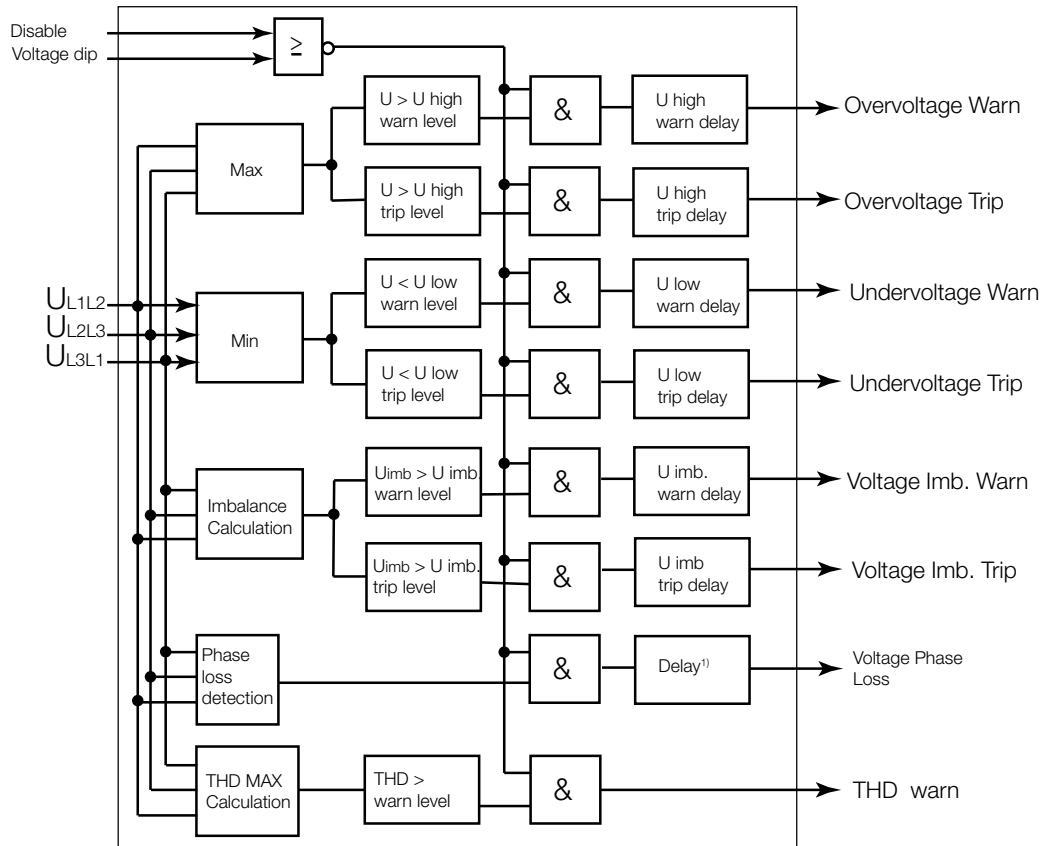 Disable
Voltage dip
≥
U > U high
warn level
&
U high
warn delay
Overvoltage Warn
Max
U > U high
trip level
&
U high
trip delay
Overvoltage Trip
UL1L2
UL2L3
UL3L1
Min
U < U low
warn level
&
U low
warn delay
Undervoltage Warn
U < U low
trip level
&
U low
trip delay
Undervoltage Trip
Imbalance
Calculation
Uimb > U imb.
warn level
&
U imb.
warn delay
Voltage Imb. Warn
Uimb > U imb.
trip level
&
U imb
trip delay
Voltage Imb. Trip
Phase
loss
detection
&
Delay1)
Voltage Phase
Loss
THD MAX
Calculation
THD >
warn level
&
THD warn